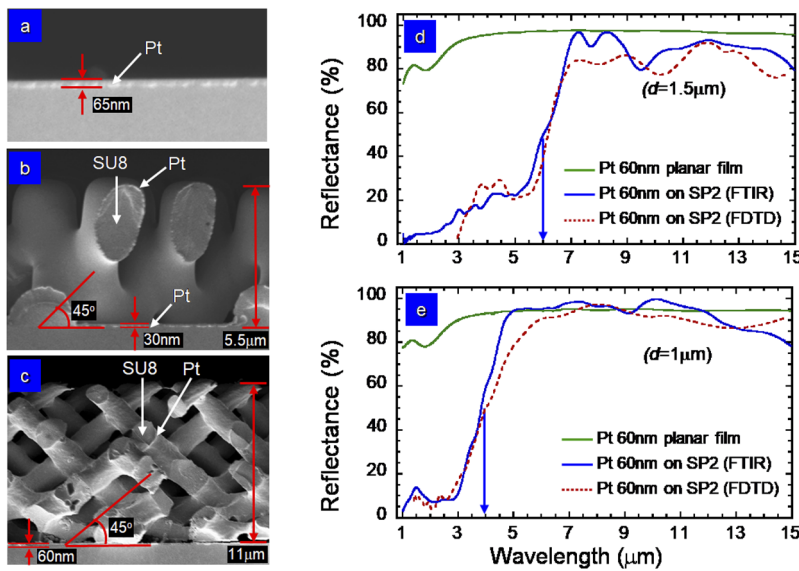 a
Pt
65nm
b
SU8
Pt
45°
Pt
30nm
5.5μm
c
SU8
Pt
45°
60nm
11μm
d
Reflectance (%)
100
80
60
40
20
0
(d=1.5μm)
Pt 60nm planar film
Pt 60nm on SP2 (FTIR)
Pt 60nm on SP2 (FDTD)
1 3 5 7 9 11 13 15
e
Reflectance (%)
100
80
60
40
20
0
(d=1μm)
Pt 60nm planar film
Pt 60nm on SP2 (FTIR)
Pt 60nm on SP2 (FDTD)
1 3 5 7 9 11 13 15
Wavelength (μm)